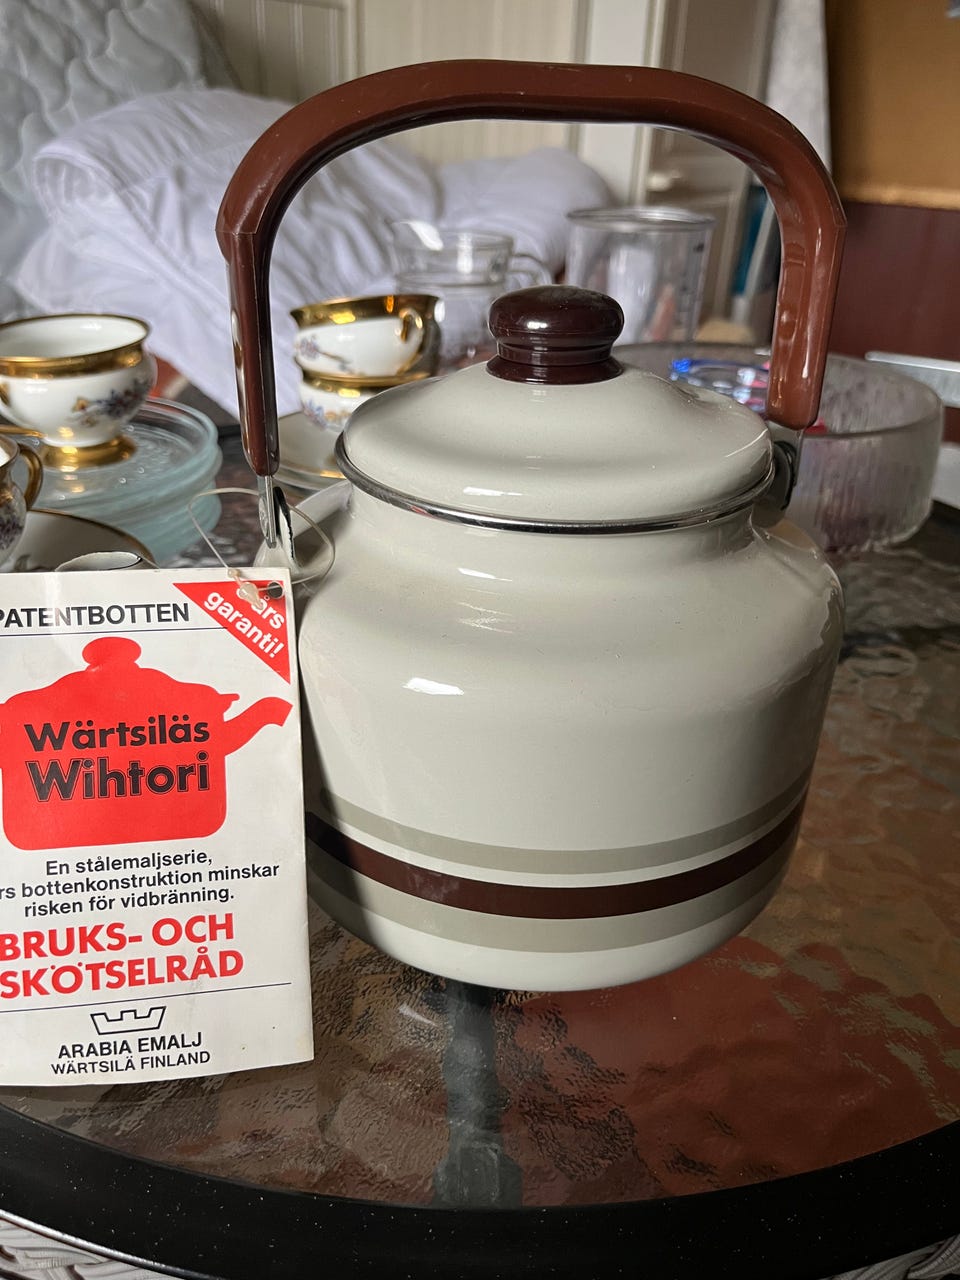 PATENTBOTTEN
års
garanti!
Wärtsiläs
Wihtori
En stålemaljserie,
rs bottenkonstruktion minskar
risken för vidbränning.
BRUKS- OCH
SKÖTSELRÅD
ARABIA EMALJ
WÄRTSILÄ FINLAND